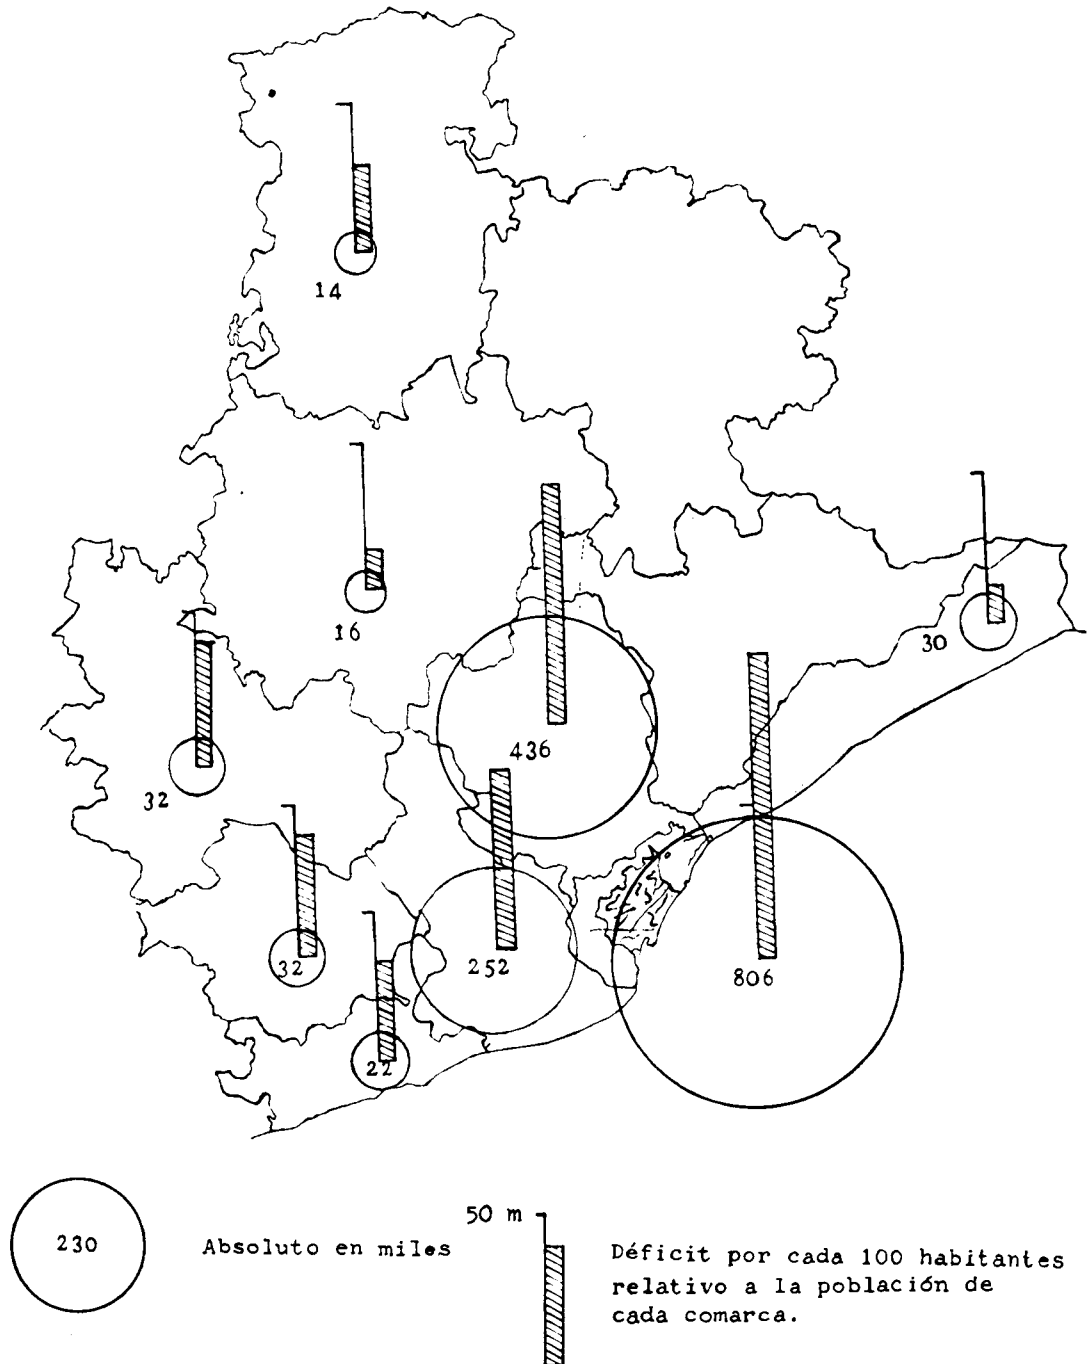 14
16
30
436
32
32
252
806
22
230
Absoluto en miles
50 m
Déficit por cada 100 habitantes
relativo a la población de
cada comarca.